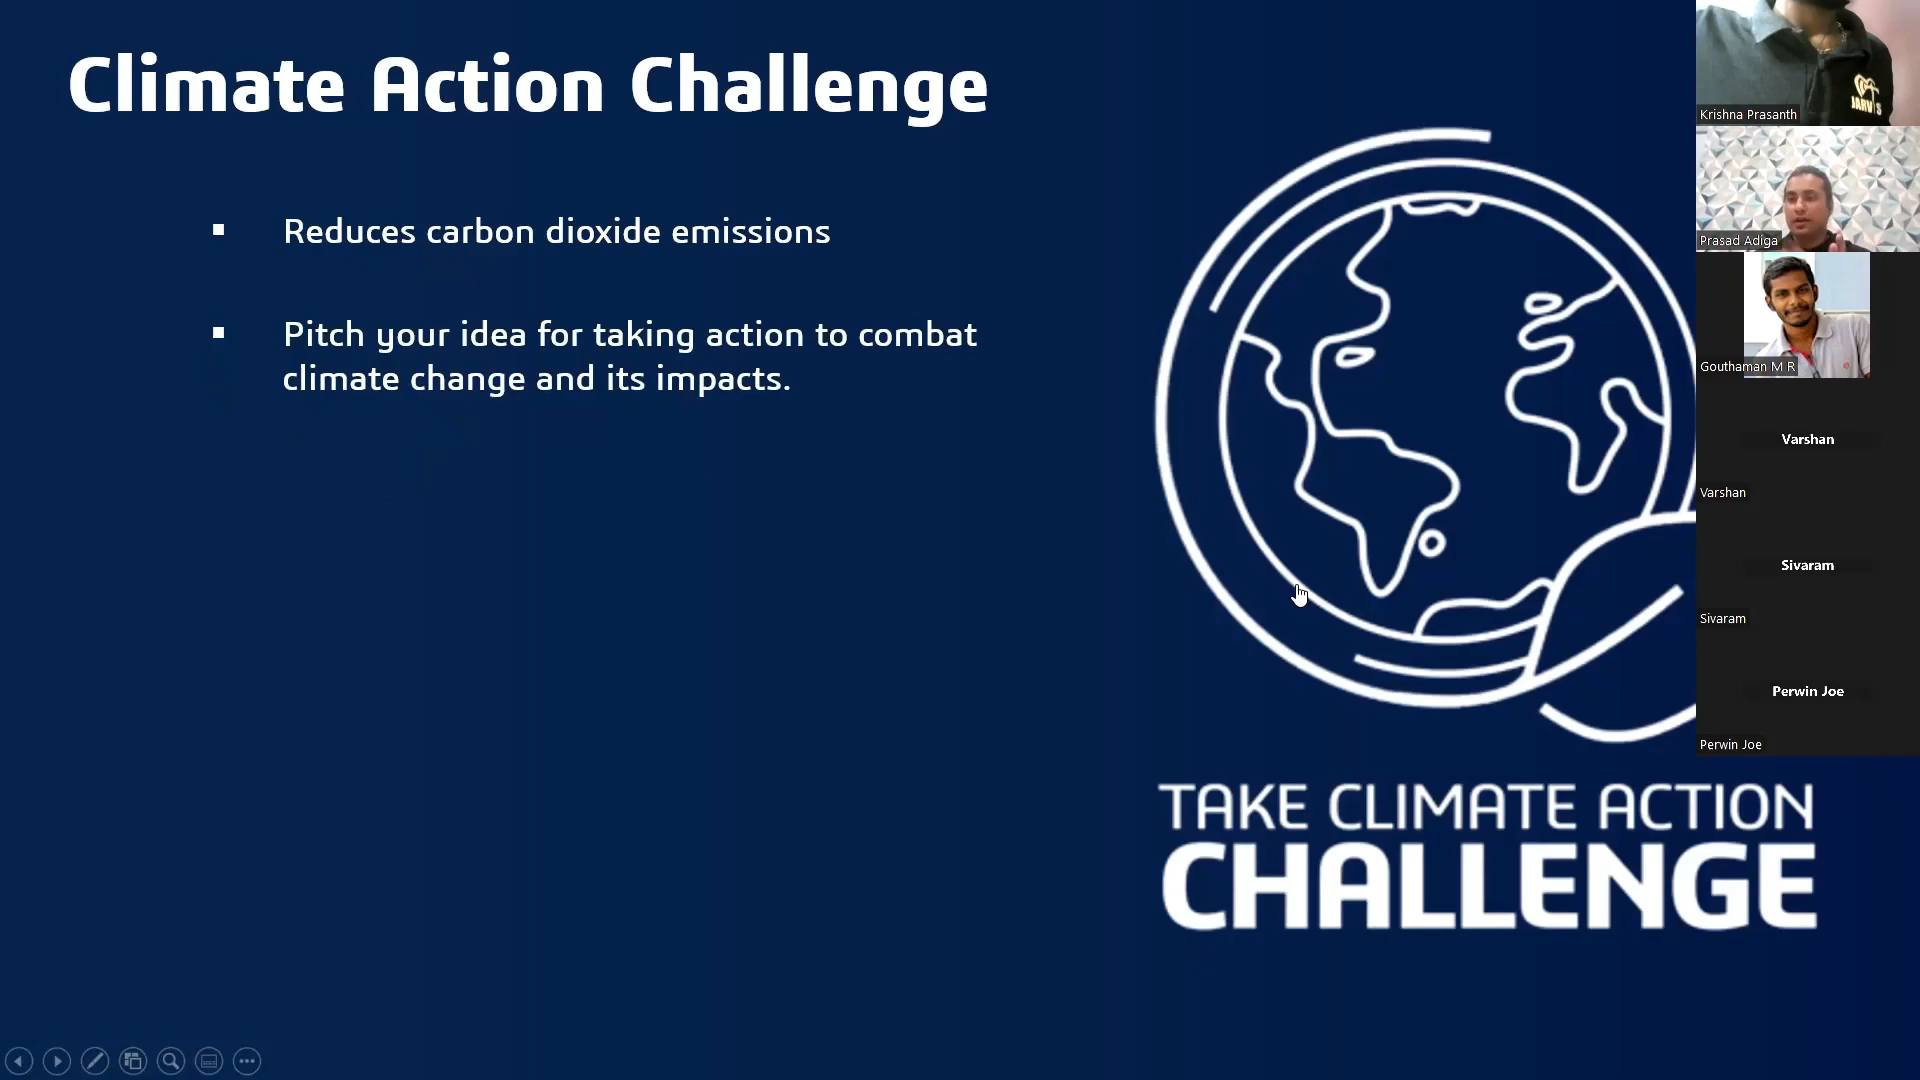 Climate Action Challenge
Reduces carbon dioxide emissions
Pitch your idea for taking action to combat
climate change and its impacts.
TAKE CLIMATE ACTION
CHALLENGE
JARVIS
Krishna Prasanth
Prasad Adiga
Gouthaman M R
Varshan
Varshan
Sivaram
Sivaram
Perwin Joe
Perwin Joe